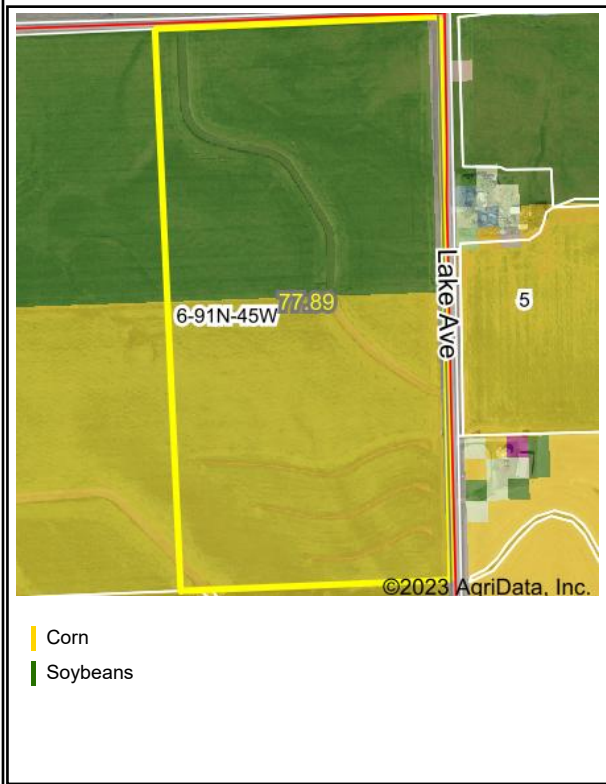 Lake Ave
5
77.89
6-91N-45W
©2023 AgriData, Inc.
Corn
Soybeans